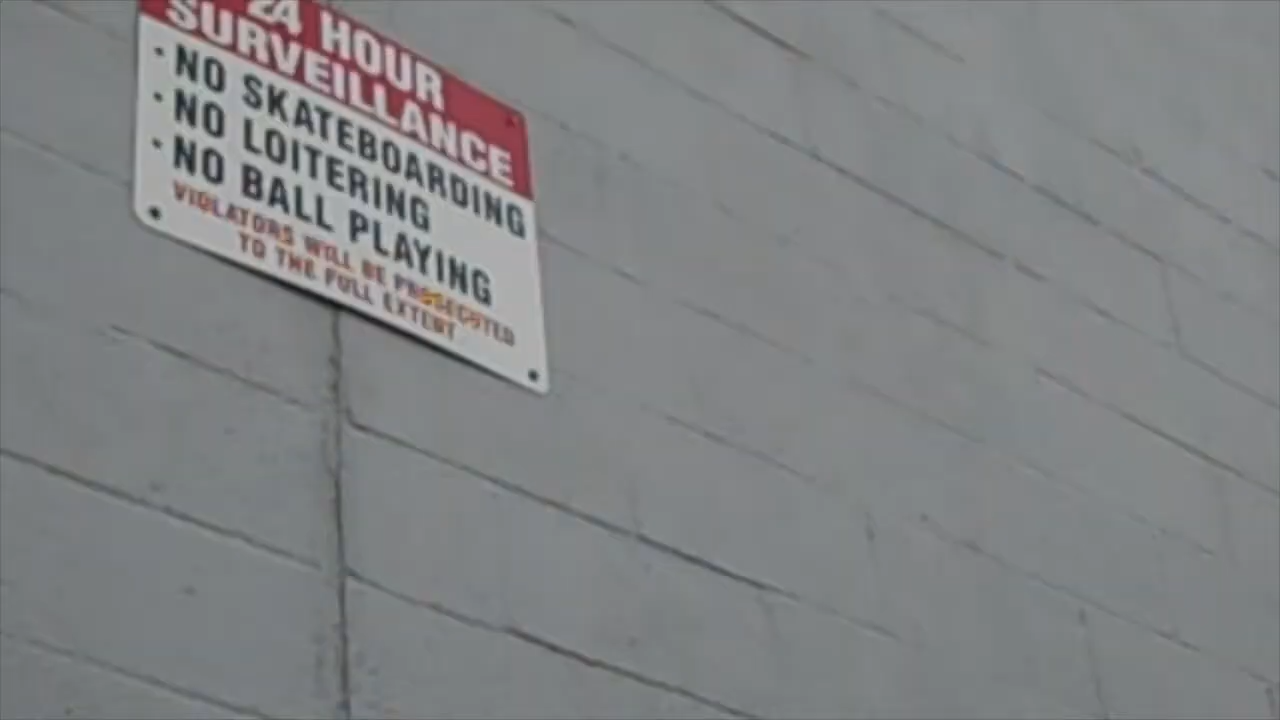 24 HOUR
SURVEILLANCE
· NO SKATEBOARDING
· NO LOITERING
· NO BALL PLAYING
VIOLATORS WILL BE PROSECUTED
TO THE FULL EXTENT